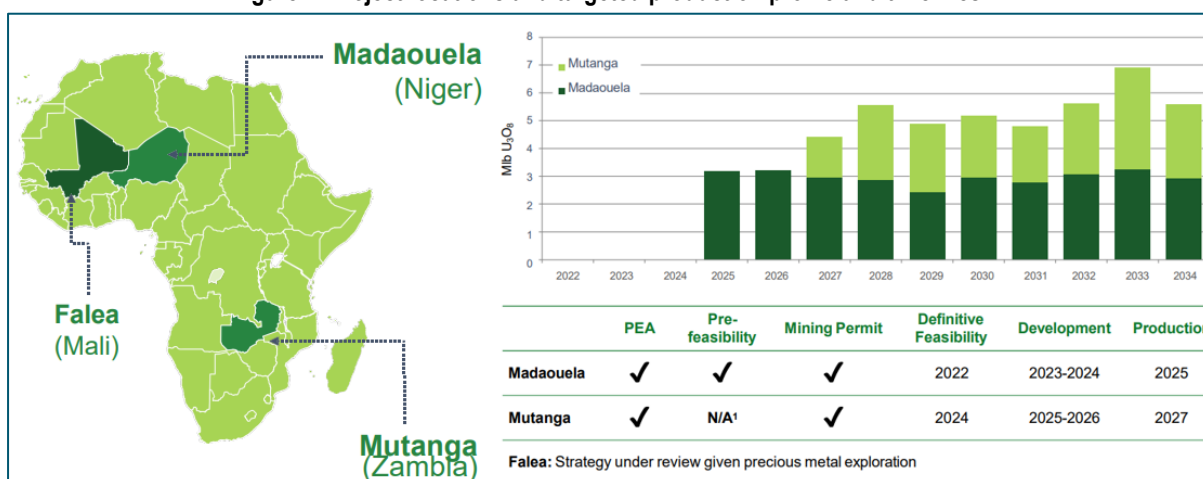 Madaouela
(Niger)
Falea
(Mali)
Mutanga
(Zambia)
8
7
6
5
4
3
2
1
0
Mlb U3O8
Mutanga
Madaouela
2022 2023 2024 2025 2026 2027 2028 2029 2030 2031 2032 2033 2034
PEA Pre-feasibility Mining Permit Definitive Feasibility Development Production
Madaouela ✓ ✓ ✓ 2022 2023-2024 2025
Mutanga ✓ N/A¹ ✓ 2024 2025-2026 2027
Falea: Strategy under review given precious metal exploration